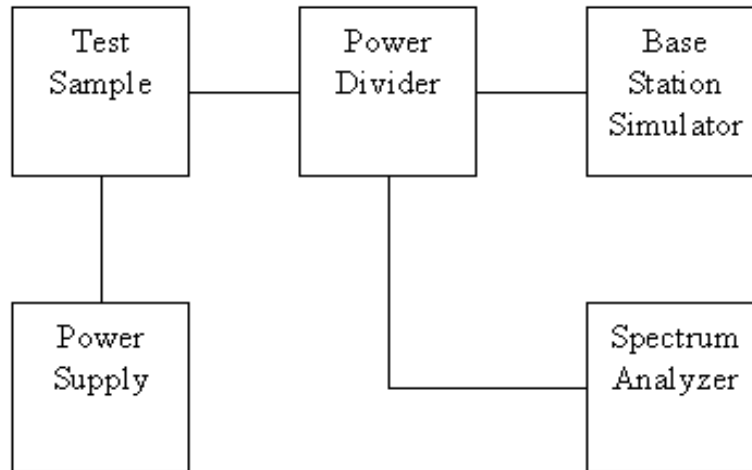 Test
Sample
Power
Divider
Base
Station
Simulator
Power
Supply
Spectrum
Analyzer